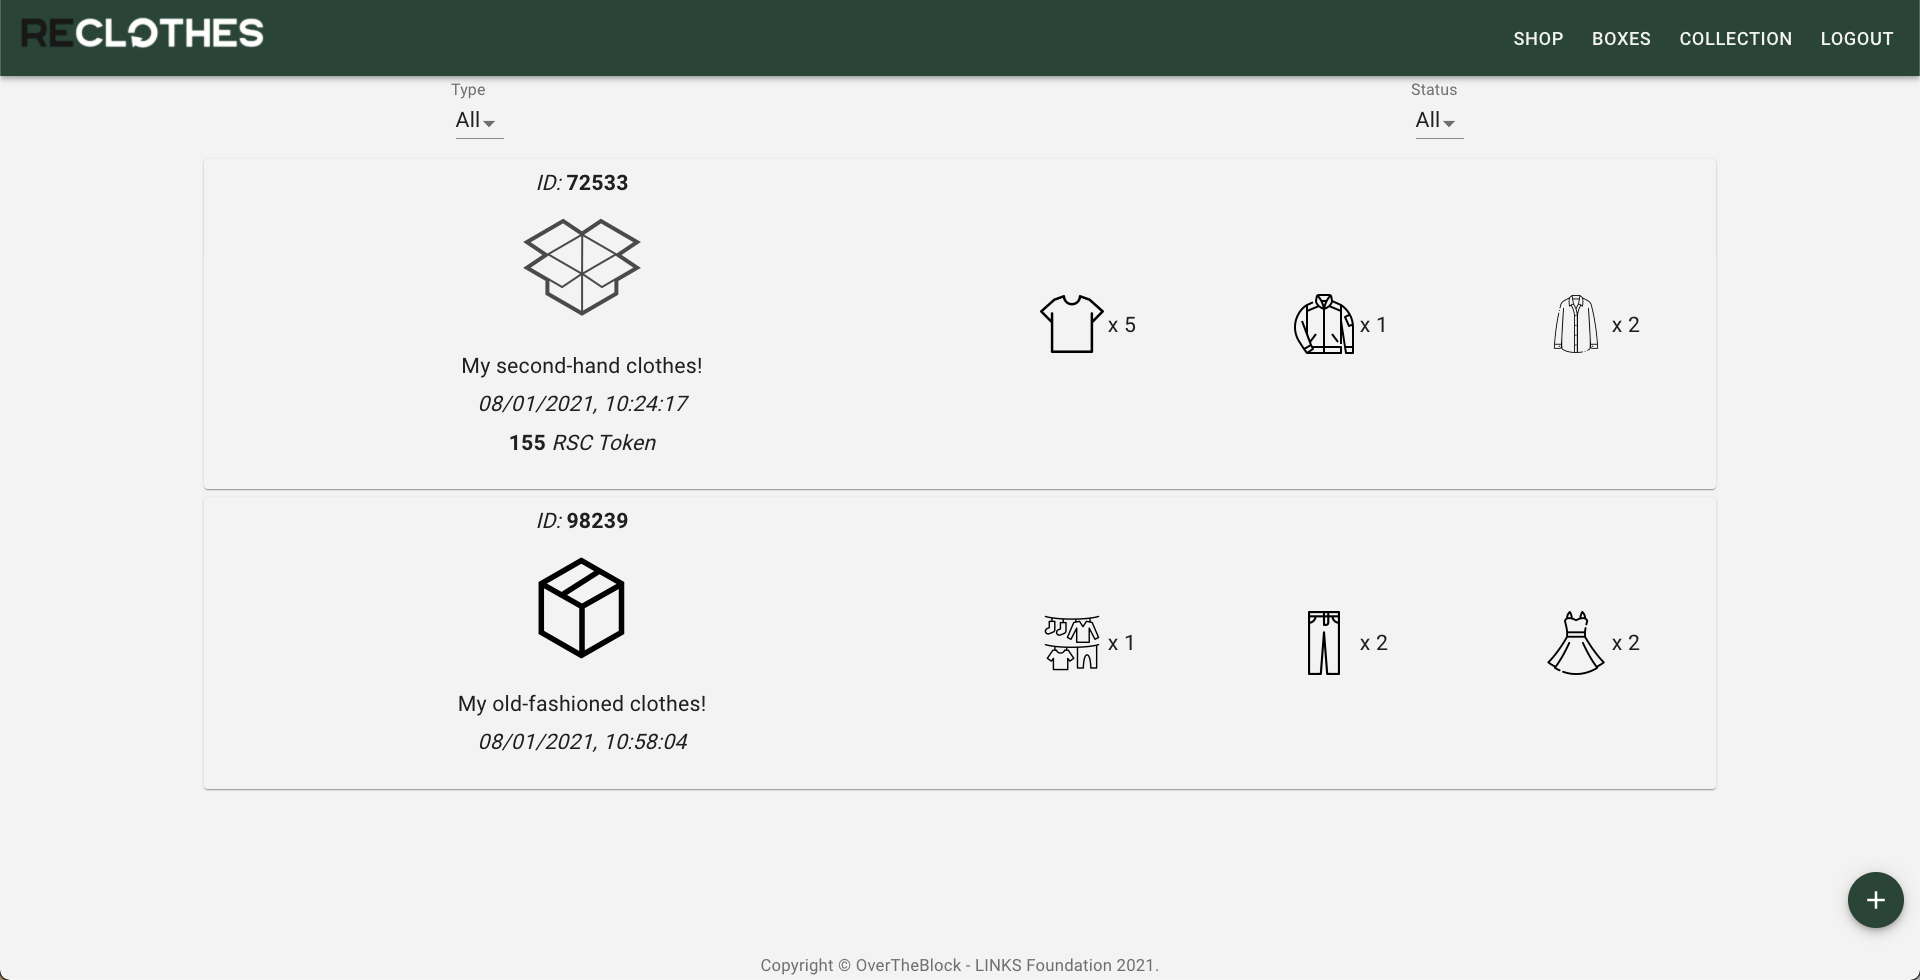 RECLOTHES
SHOP BOXES COLLECTION LOGOUT
Type
All
Status
All
ID: 72533
My second-hand clothes!
08/01/2021, 10:24:17
155 RSC Token
x 5
x 1
x 2
ID: 98239
My old-fashioned clothes!
08/01/2021, 10:58:04
x 1
x 2
x 2
+
Copyright © OverTheBlock - LINKS Foundation 2021.